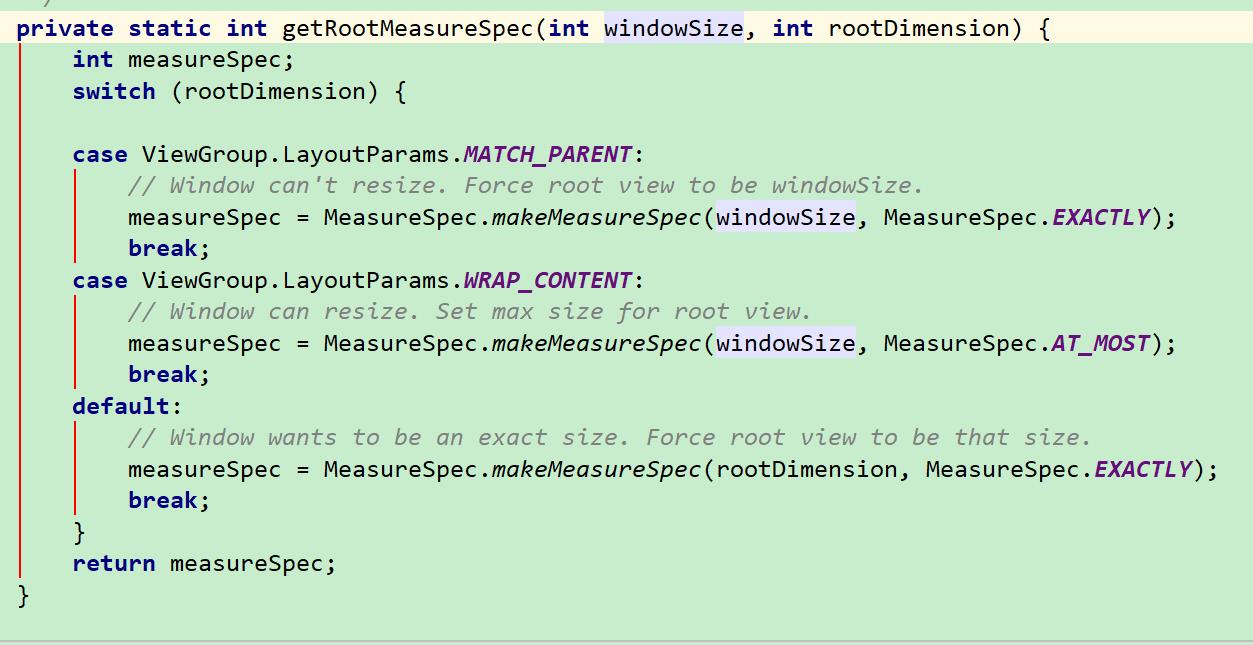 private static int getRootMeasureSpec(int windowSize, int rootDimension) {
int measureSpec;
switch (rootDimension) {
case ViewGroup.LayoutParams.MATCH_PARENT:
// Window can't resize. Force root view to be windowSize.
measureSpec = MeasureSpec.makeMeasureSpec(windowSize, MeasureSpec.EXACTLY);
break;
case ViewGroup.LayoutParams.WRAP_CONTENT:
// Window can resize. Set max size for root view.
measureSpec = MeasureSpec.makeMeasureSpec(windowSize, MeasureSpec.AT_MOST);
break;
default:
// Window wants to be an exact size. Force root view to be that size.
measureSpec = MeasureSpec.makeMeasureSpec(rootDimension, MeasureSpec.EXACTLY);
break;
}
return measureSpec;
}